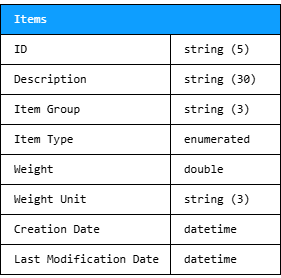 Items
ID string (5)
Description string (30)
Item Group string (3)
Item Type enumerated
Weight double
Weight Unit string (3)
Creation Date datetime
Last Modification Date datetime